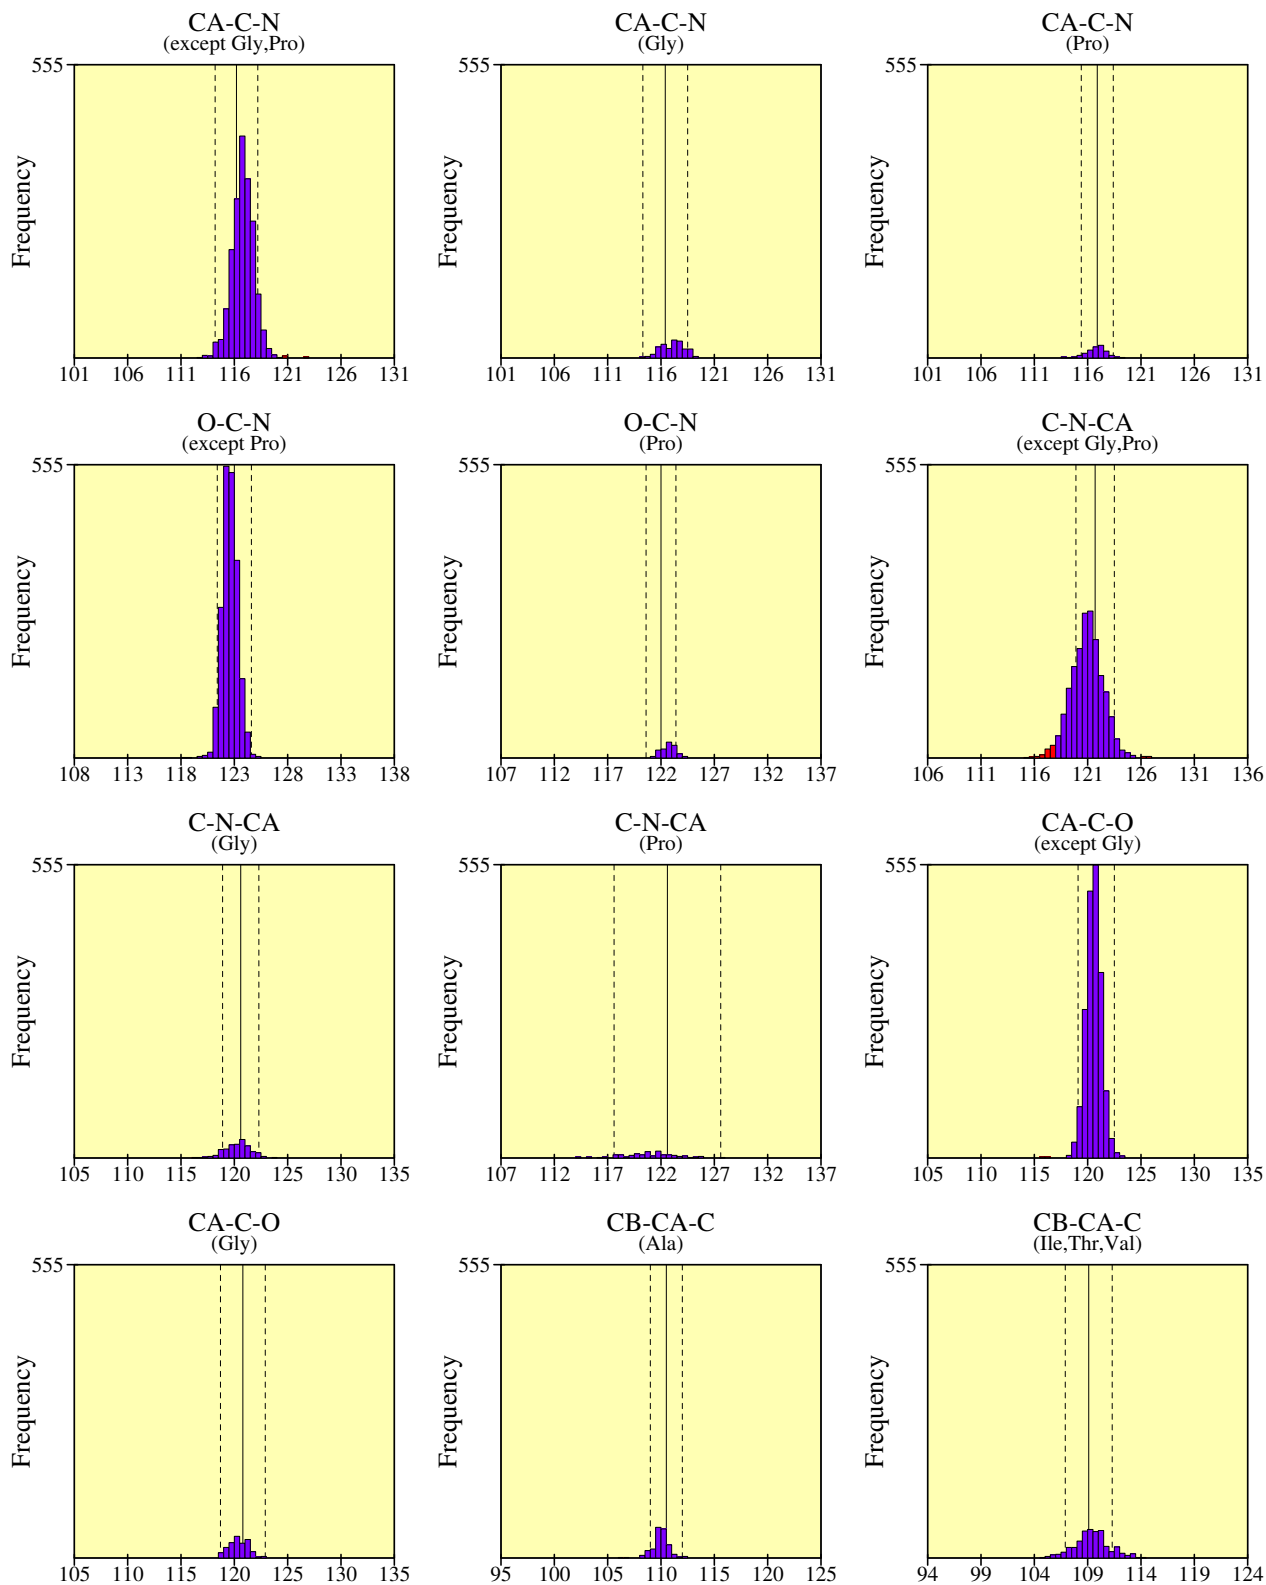 CA-C-N
(except Gly,Pro)
555
Frequency
101 106 111 116 121 126 131
CA-C-N
(Gly)
555
Frequency
101 106 111 116 121 126 131
CA-C-N
(Pro)
555
Frequency
101 106 111 116 121 126 131
O-C-N
(except Pro)
555
Frequency
108 113 118 123 128 133 138
O-C-N
(Pro)
555
Frequency
107 112 117 122 127 132 137
C-N-CA
(except Gly,Pro)
555
Frequency
106 111 116 121 126 131 136
C-N-CA
(Gly)
555
Frequency
105 110 115 120 125 130 135
C-N-CA
(Pro)
555
Frequency
107 112 117 122 127 132 137
CA-C-O
(except Gly)
555
Frequency
105 110 115 120 125 130 135
CA-C-O
(Gly)
555
Frequency
105 110 115 120 125 130 135
CB-CA-C
(Ala)
555
Frequency
95 100 105 110 115 120 125
CB-CA-C
(Ile,Thr,Val)
555
Frequency
94 99 104 109 114 119 124